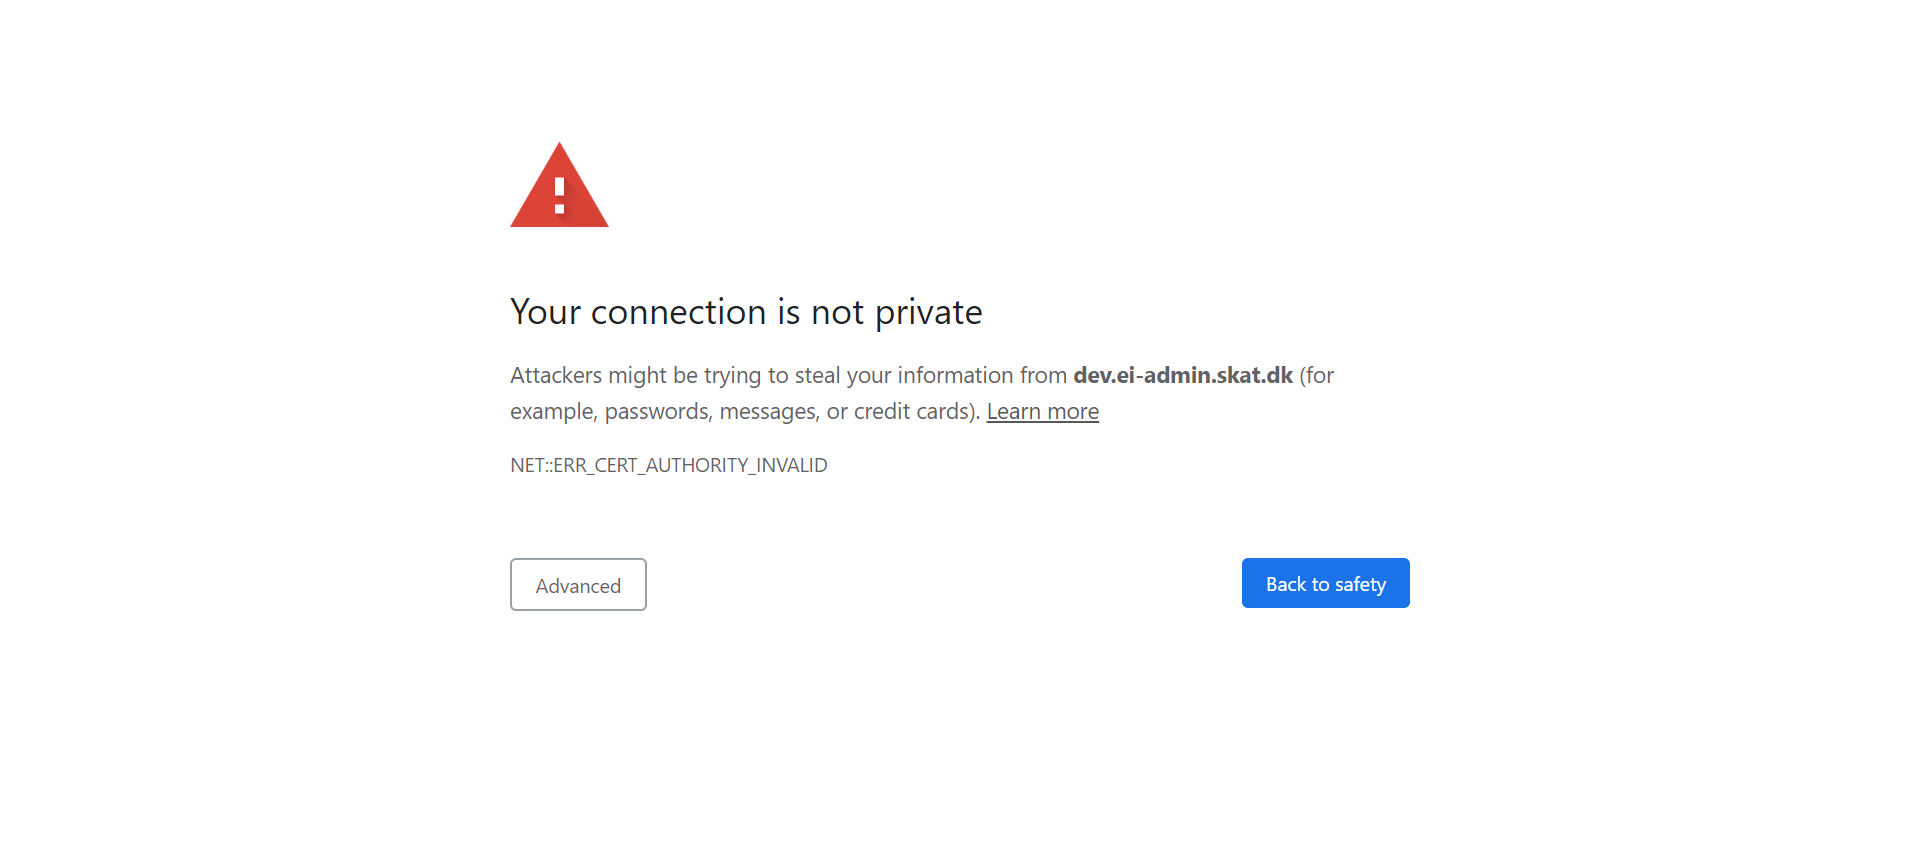 Your connection is not private
Attackers might be trying to steal your information from dev.ei-admin.skat.dk (for
example, passwords, messages, or credit cards). Learn more
NET::ERR_CERT_AUTHORITY_INVALID
Advanced
Back to safety